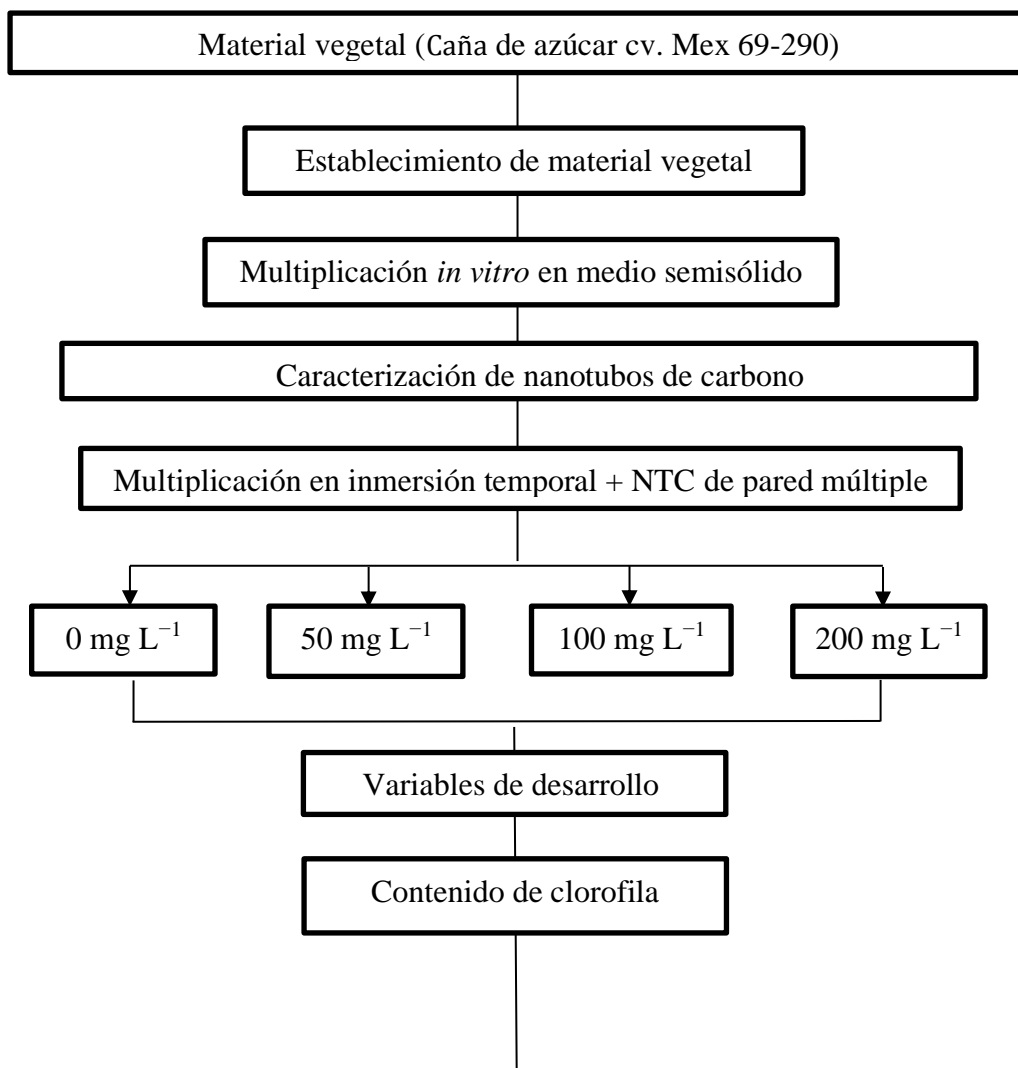 Material vegetal (Caña de azúcar cv. Mex 69-290)
Establecimiento de material vegetal
Multiplicación in vitro en medio semisólido
Caracterización de nanotubos de carbono
Multiplicación en inmersión temporal + NTC de pared múltiple
0 mg L⁻¹
50 mg L⁻¹
100 mg L⁻¹
200 mg L⁻¹
Variables de desarrollo
Contenido de clorofila